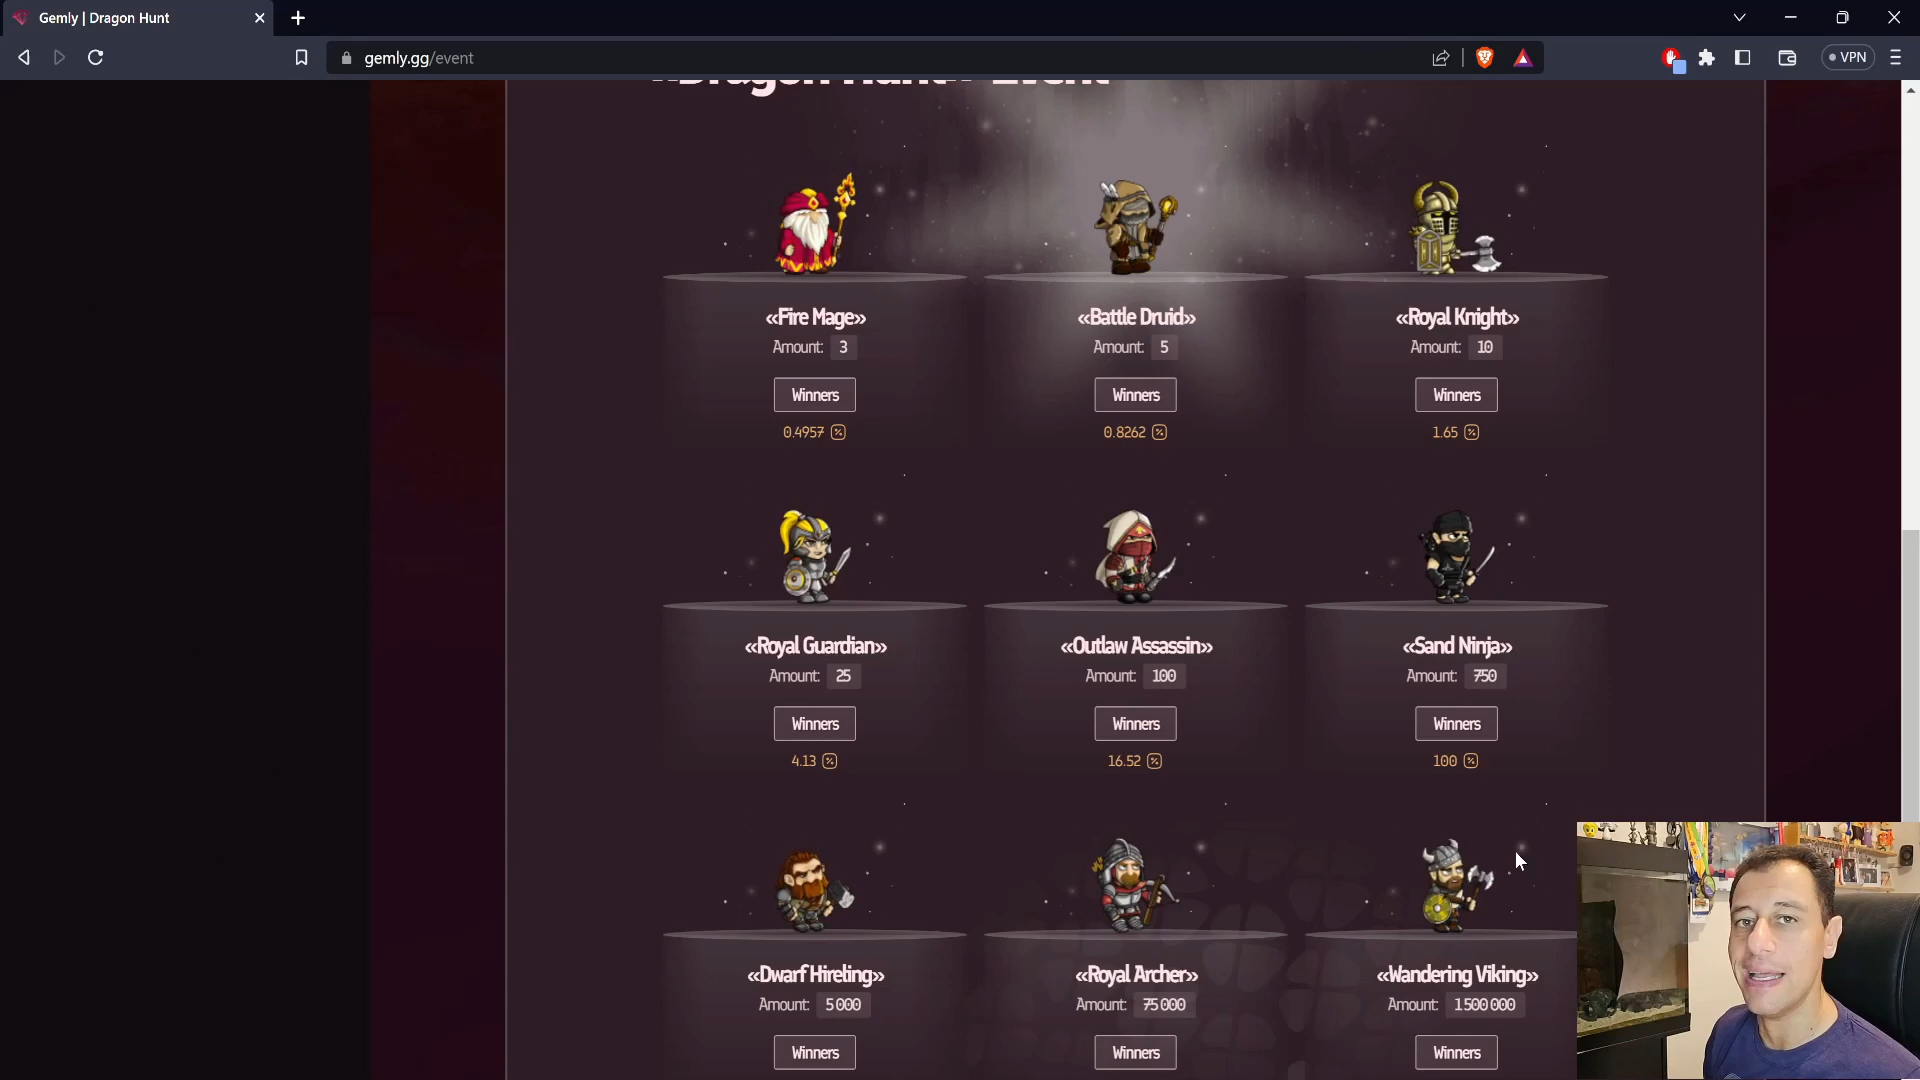 Gemly | Dragon Hunt
gemly.gg/event
VPN
«Dragon Hunt» Event
«Fire Mage»
Amount: 3
Winners
0.4957 %
«Battle Druid»
Amount: 5
Winners
0.8262 %
«Royal Knight»
Amount: 10
Winners
1.65 %
«Royal Guardian»
Amount: 25
Winners
4.13 %
«Outlaw Assassin»
Amount: 100
Winners
16.52 %
«Sand Ninja»
Amount: 750
Winners
100 %
«Dwarf Hireling»
Amount: 5 000
Winners
«Royal Archer»
Amount: 75 000
Winners
«Wandering Viking»
Amount: 1 500 000
Winners